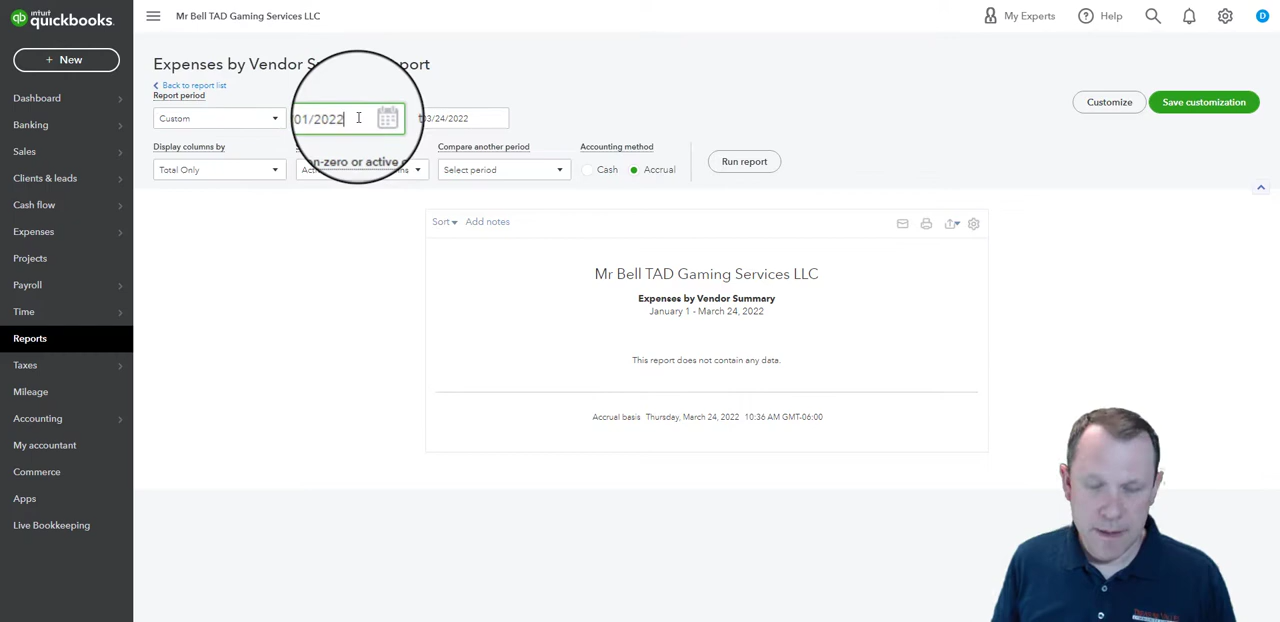 intuit
qb quickbooks.
Mr Bell TAD Gaming Services LLC
My Experts
Help
D
+ New
Expenses by Vendor S port
Back to report list
Report period
Custom
01/2022
03/24/2022
Customize
Save customization
Display columns by
on-zero or active
Compare another period
Accounting method
Total Only
Select period
Cash
Accrual
Run report
Dashboard
Banking
Sales
Clients & leads
Cash flow
Expenses
Projects
Payroll
Time
Reports
Taxes
Mileage
Accounting
My accountant
Commerce
Apps
Live Bookkeeping
Sort
Add notes
Mr Bell TAD Gaming Services LLC
Expenses by Vendor Summary
January 1 - March 24, 2022
This report does not contain any data.
Accrual basis Thursday, March 24, 2022 10:36 AM GMT-06:00